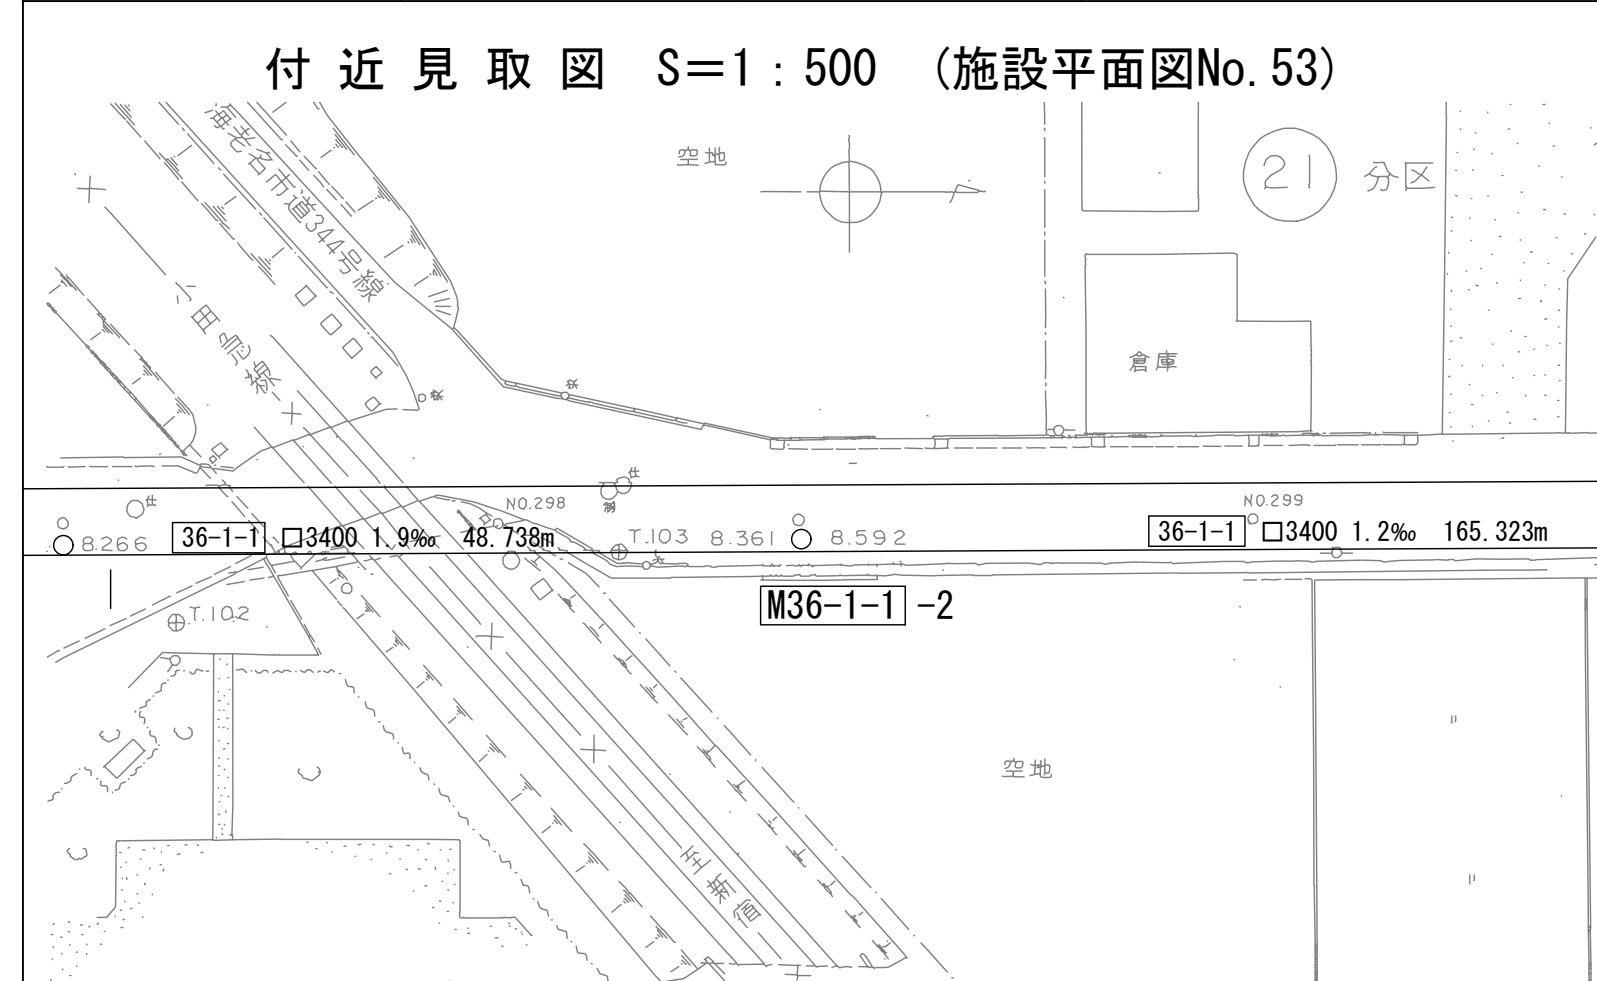 付近見取図 S=1:500 (施設平面図No.53)
海老名市道344号線
空地
21 分区
小田急線
倉庫
NO.298
仕
仕
NO.299
8.266
36-1-1 □3400 1.9‰ 48.738m
T.103
8.361
8.592
36-1-1 □3400 1.2‰ 165.323m
M36-1-1 -2
T.102
空地
至新宿